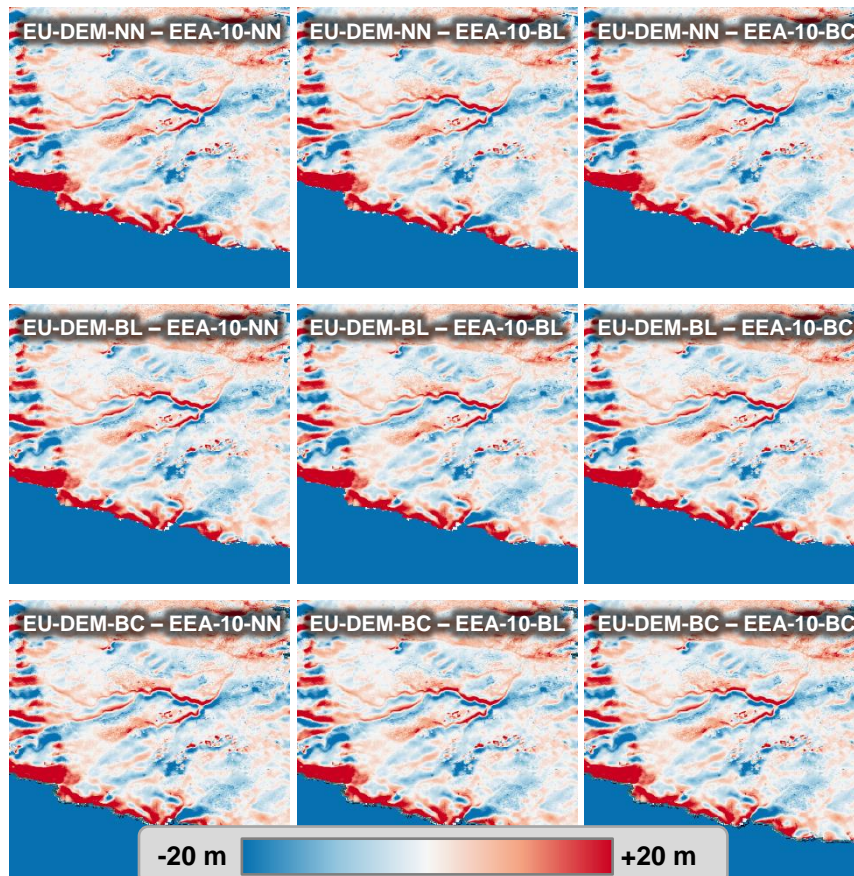 EU-DEM-NN – EEA-10-NN
EU-DEM-NN – EEA-10-BL
EU-DEM-NN – EEA-10-BC
EU-DEM-BL – EEA-10-NN
EU-DEM-BL – EEA-10-BL
EU-DEM-BL – EEA-10-BC
EU-DEM-BC – EEA-10-NN
EU-DEM-BC – EEA-10-BL
EU-DEM-BC – EEA-10-BC
-20 m
+20 m